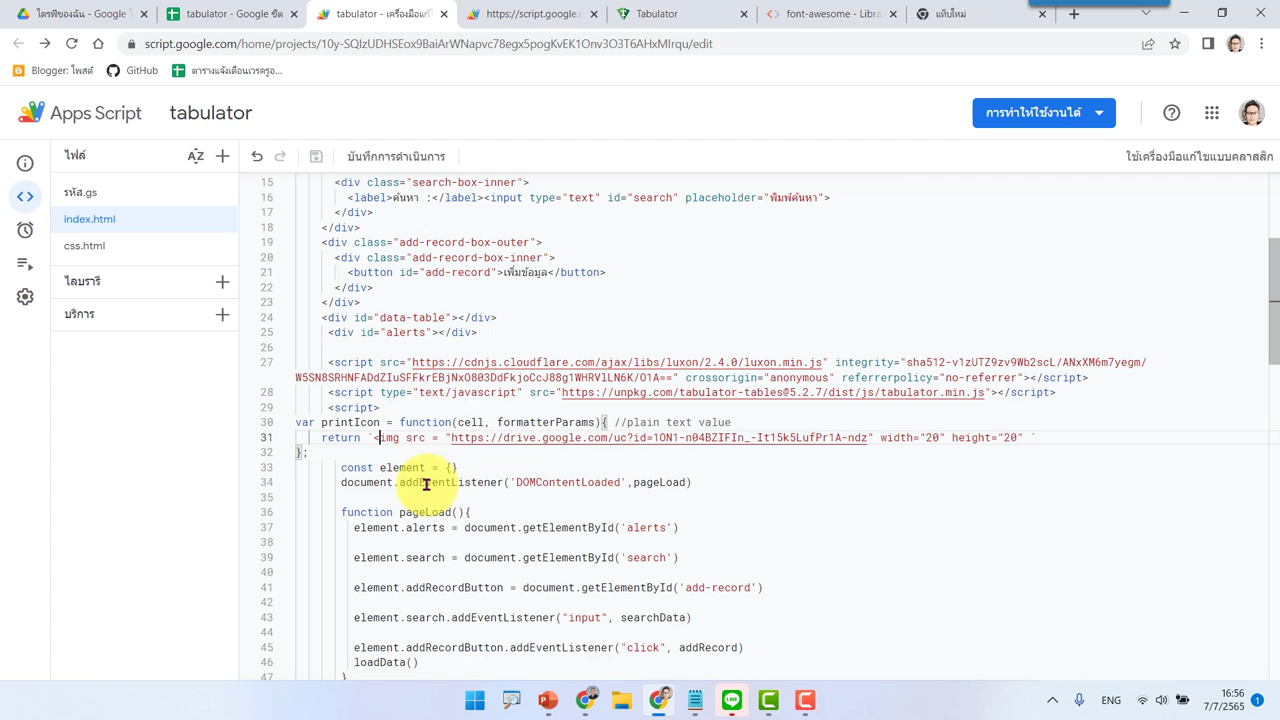 ไดรฟ์ของฉัน - Google
tabulator - Google ชีต
tabulator - เครื่องมือแก้ไ
https://script.google.c
Tabulator
font-awesome - Libra
แท็บใหม่
script.google.com/home/projects/10y-SQIzUDHSEox9BaiArWNapvc78egx5pogKvEK1Onv3O3T6AHxMIrqu/edit
Blogger: โพสต์
GitHub
ตารางแจ้งเตือนเวรครูอ...
Apps Script
tabulator
การทำให้ใช้งานได้
ไฟล์
บันทึกการดำเนินการ
ใช้เครื่องมือแก้ไขแบบคลาสสิก
รหัส.gs
index.html
css.html
ไลบรารี
บริการ
15 <div class="search-box-inner">
16 <label>ค้นหา :</label><input type="text" id="search" placeholder="พิมพ์ค้นหา">
17 </div>
18 </div>
19 <div class="add-record-box-outer">
20 <div class="add-record-box-inner">
21 <button id="add-record">เพิ่มข้อมูล</button>
22 </div>
23 </div>
24 <div id="data-table"></div>
25 <div id="alerts"></div>
26
27 <script src="https://cdnjs.cloudflare.com/ajax/libs/luxon/2.4.0/luxon.min.js" integrity="sha512-v1zUTZ9zv9Wb2scL/ANxXM6m7yegm/
W5SN8SRHNFADdZIuSFFkrEBjNxO803DdFkjoCcJ88g1WHRVlLN6K/O1A==" crossorigin="anonymous" referrerpolicy="no-referrer"></script>
28 <script type="text/javascript" src="https://unpkg.com/tabulator-tables@5.2.7/dist/js/tabulator.min.js"></script>
29 <script>
30 var printIcon = function(cell, formatterParams){ //plain text value
31 return `<img src = "https://drive.google.com/uc?id=1ON1-n04BZIFIn_-It15k5LufPr1A-ndz" width="20" height="20" `
32 };
33 const element = {}
34 document.addEventListener('DOMContentLoaded',pageLoad)
35
36 function pageLoad(){
37 element.alerts = document.getElementById('alerts')
38
39 element.search = document.getElementById('search')
40
41 element.addRecordButton = document.getElementById('add-record')
42
43 element.search.addEventListener("input", searchData)
44
45 element.addRecordButton.addEventListener("click", addRecord)
46 loadData()
47 }
ENG
16:56
7/7/2565
1